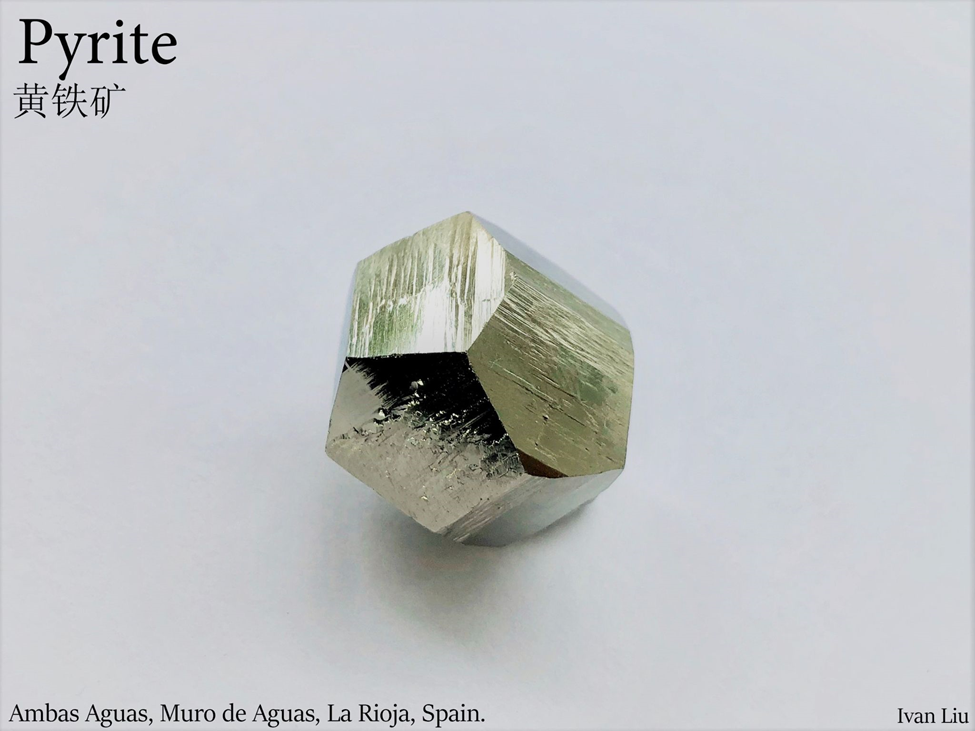 Pyrite
黄铁矿
Ambas Aguas, Muro de Aguas, La Rioja, Spain.
Ivan Liu